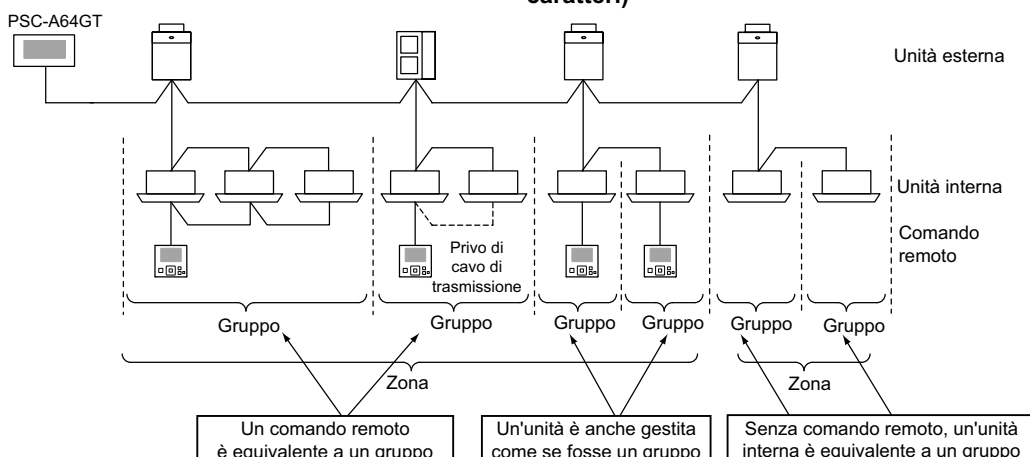 caratteri)
PSC-A64GT
Unità esterna
Unità interna
Comando
remoto
Privo di
cavo di
trasmissione
Gruppo
Gruppo
Gruppo
Gruppo
Gruppo
Gruppo
Zona
Zona
Un comando remoto
è equivalente a un gruppo
Un'unità è anche gestita
come se fosse un gruppo
Senza comando remoto, un'unità
interna è equivalente a un gruppo